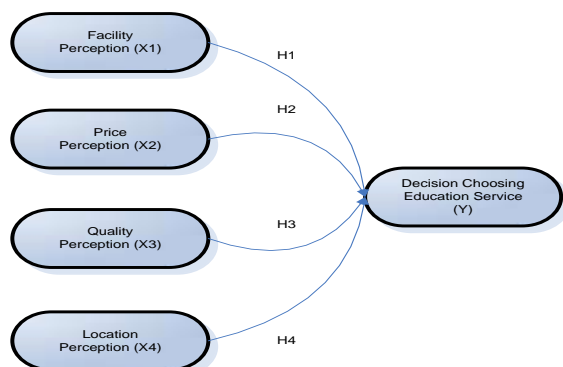 Facility
Perception (X1)
H1
H2
Price
Perception (X2)
Decision Choosing
Education Service
(Y)
H3
Quality
Perception (X3)
Location
Perception (X4)
H4